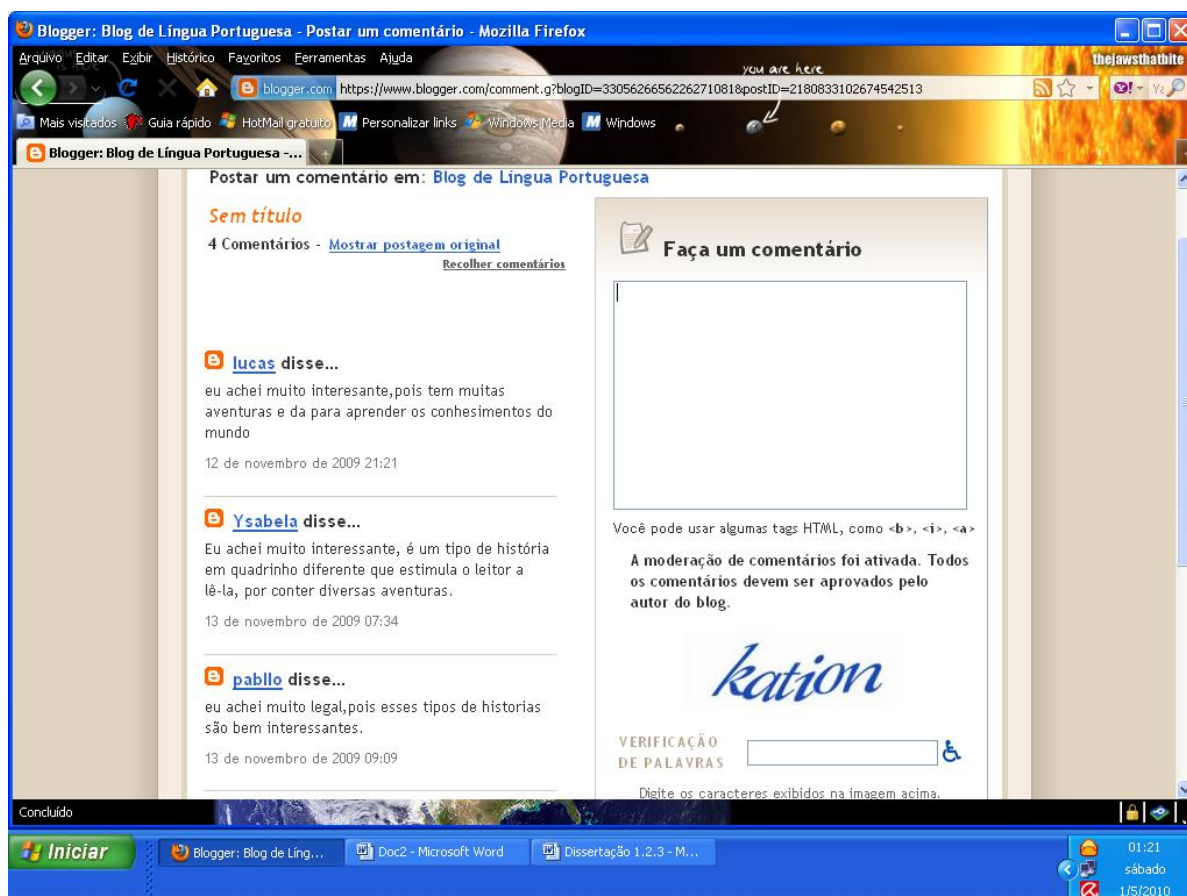 Blogger: Blog de Língua Portuguesa - Postar um comentário - Mozilla Firefox
Arquivo Editar Exibir Histórico Favoritos Ferramentas Ajuda
you are here
thejawsthatbite
blogger.com https://www.blogger.com/comment.g?blogID=3305626656226271081&postID=2180833102674542513
Mais visitados Guia rápido HotMail gratuito Personalizar links Windows Media Windows
Blogger: Blog de Língua Portuguesa -...
Postar um comentário em: Blog de Língua Portuguesa
Sem título
4 Comentários - Mostrar postagem original
Recolher comentários
lucas disse...
eu achei muito interesante,pois tem muitas
aventuras e da para aprender os conhesimentos do
mundo
12 de novembro de 2009 21:21
Ysabela disse...
Eu achei muito interessante, é um tipo de história
em quadrinho diferente que estimula o leitor a
lê-la, por conter diversas aventuras.
13 de novembro de 2009 07:34
pabllo disse...
eu achei muito legal,pois esses tipos de historias
são bem interessantes.
13 de novembro de 2009 09:09
Faça um comentário
Você pode usar algumas tags HTML, como <b>, <i>, <a>
A moderação de comentários foi ativada. Todos
os comentários devem ser aprovados pelo
autor do blog.
kation
VERIFICAÇÃO
DE PALAVRAS
Digite os caracteres exibidos na imagem acima.
Concluído
Iniciar
Blogger: Blog de Líng...
Doc2 - Microsoft Word
Dissertação 1.2.3 - M...
01:21
sábado
1/5/2010